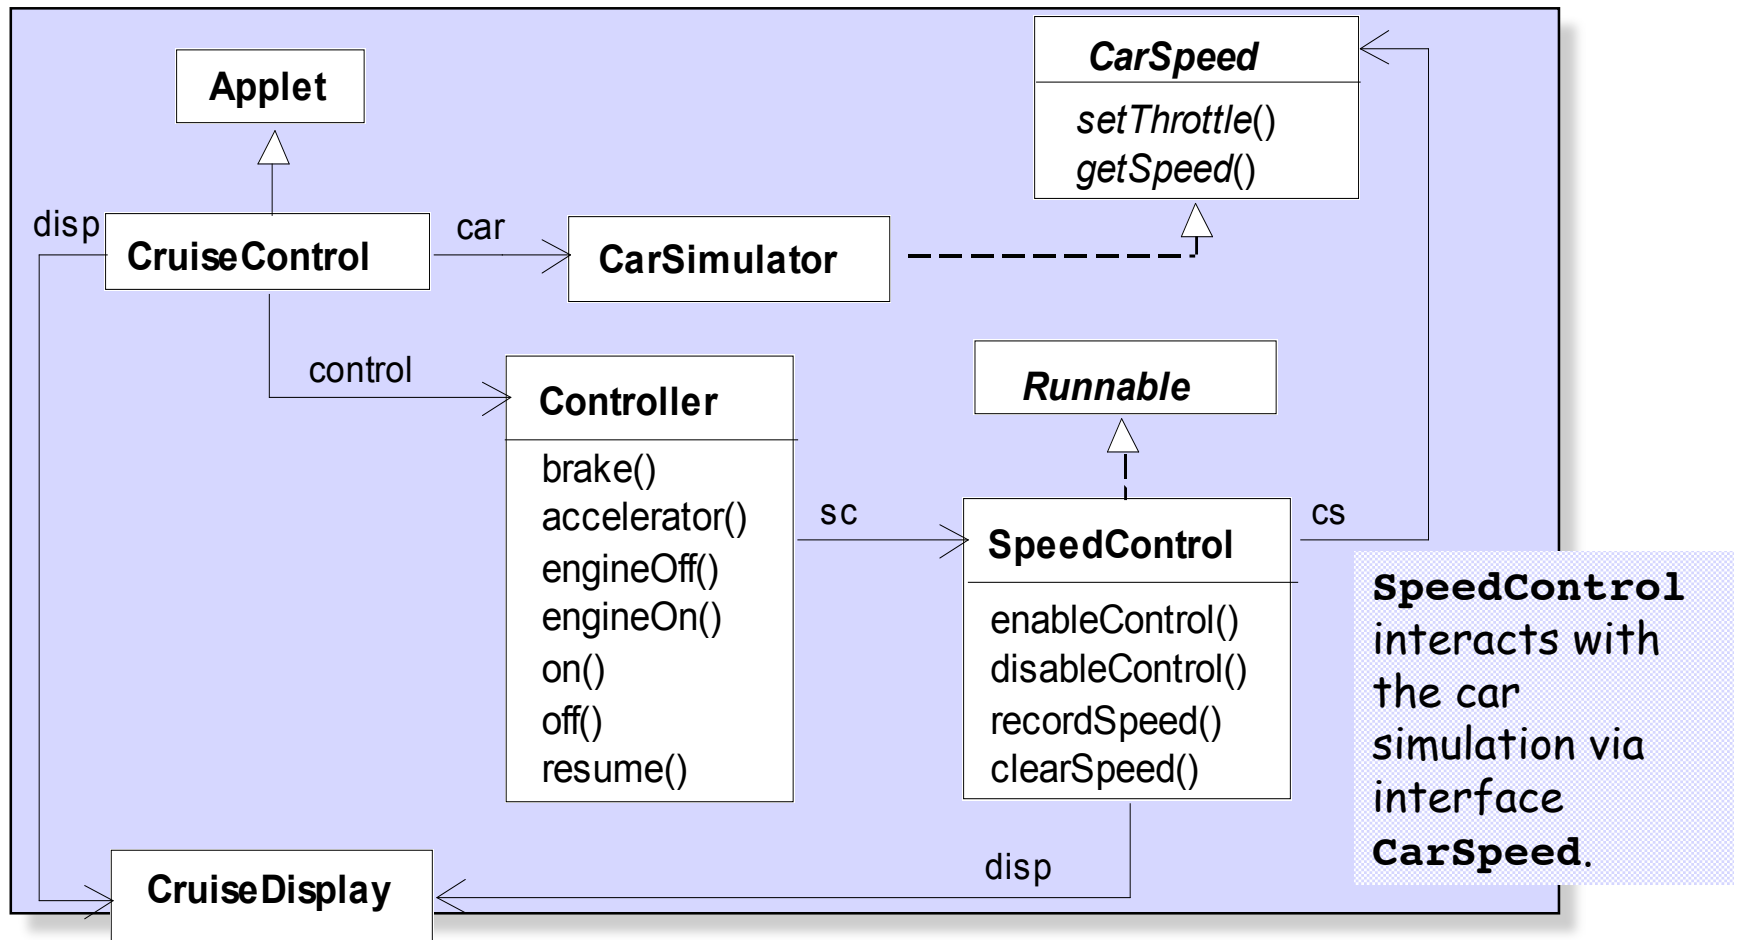 Applet
CarSpeed
setThrottle()
getSpeed()
disp
CruiseControl
car
CarSimulator
control
Controller
brake()
accelerator()
engineOff()
engineOn()
on()
off()
resume()
Runnable
sc
SpeedControl
cs
enableControl()
disableControl()
recordSpeed()
clearSpeed()
SpeedControl
interacts with
the car
simulation via
interface
CarSpeed.
disp
CruiseDisplay